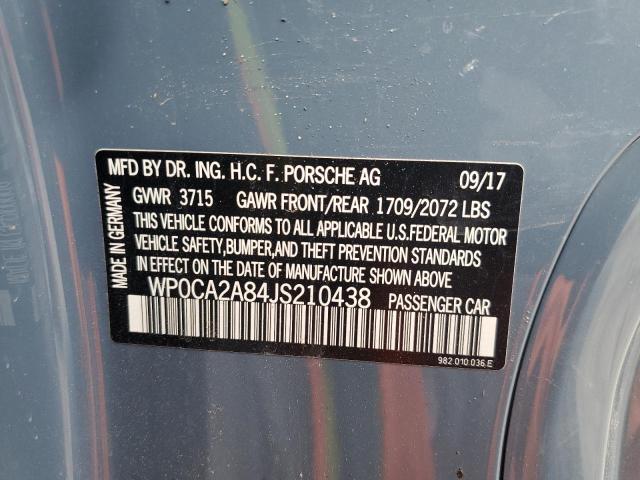 MFD BY DR. ING. H.C. F. PORSCHE AG 09/17
GVWR 3715 GAWR FRONT/REAR 1709/2072 LBS
THIS VEHICLE CONFORMS TO ALL APPLICABLE U.S.FEDERAL MOTOR
VEHICLE SAFETY,BUMPER,AND THEFT PREVENTION STANDARDS
IN EFFECT ON THE DATE OF MANUFACTURE SHOWN ABOVE
WP0CA2A84JS210438 PASSENGER CAR
982.010.036.E
MADE IN GERMANY